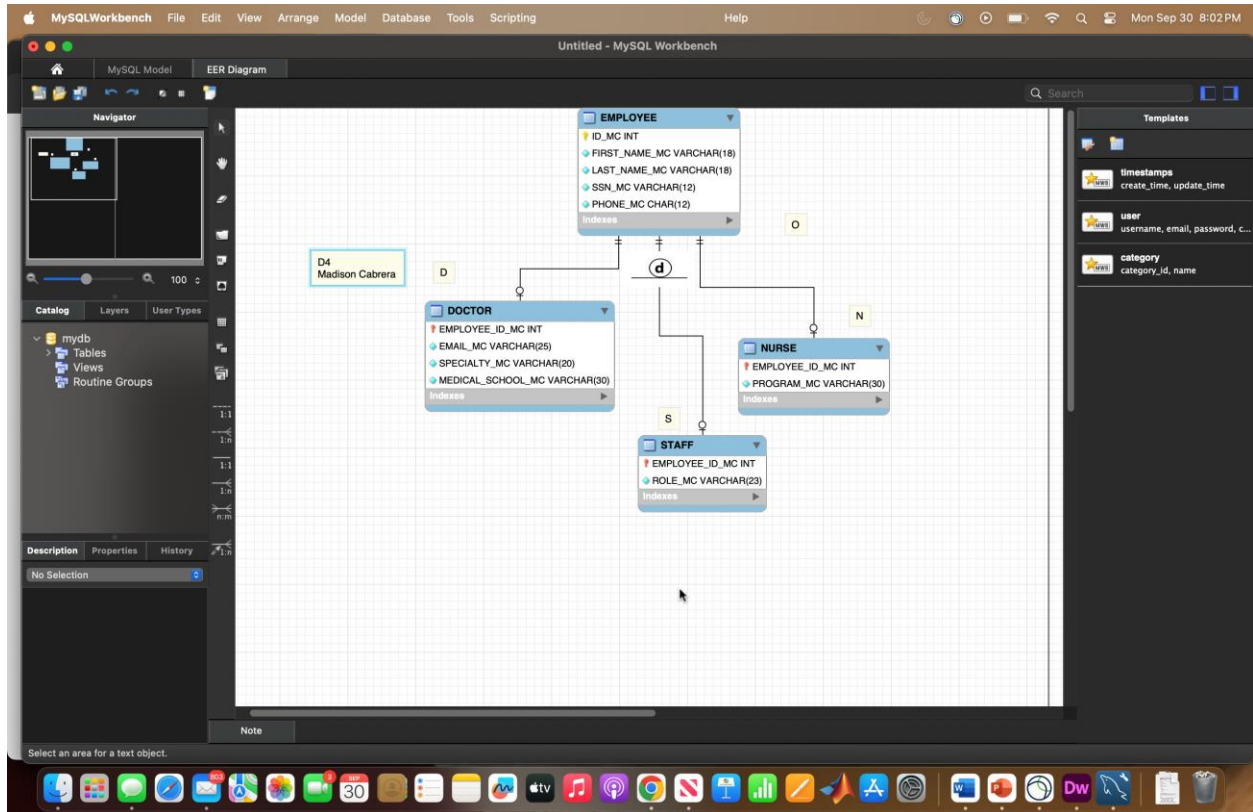 MySQLWorkbench File Edit View Arrange Model Database Tools Scripting Help Mon Sep 30 8:02 PM
Untitled - MySQL Workbench
MySQL Model EER Diagram
Search
Navigator
100
Catalog Layers User Types
mydb
Tables
Views
Routine Groups
1:1
1:n
1:1
1:n
n:m
1:n
Description Properties History
No Selection
EMPLOYEE
ID_MC INT
FIRST_NAME_MC VARCHAR(18)
LAST_NAME_MC VARCHAR(18)
SSN_MC VARCHAR(12)
PHONE_MC CHAR(12)
Indexes
O
D4
Madison Cabrera
D
d
DOCTOR
EMPLOYEE_ID_MC INT
EMAIL_MC VARCHAR(25)
SPECIALTY_MC VARCHAR(20)
MEDICAL_SCHOOL_MC VARCHAR(30)
Indexes
N
NURSE
EMPLOYEE_ID_MC INT
PROGRAM_MC VARCHAR(30)
Indexes
S
STAFF
EMPLOYEE_ID_MC INT
ROLE_MC VARCHAR(23)
Indexes
Templates
timestamps
create_time, update_time
user
username, email, password, c...
category
category_id, name
Note
Select an area for a text object.
803
3
SEP
30
tv
W
P
Dw